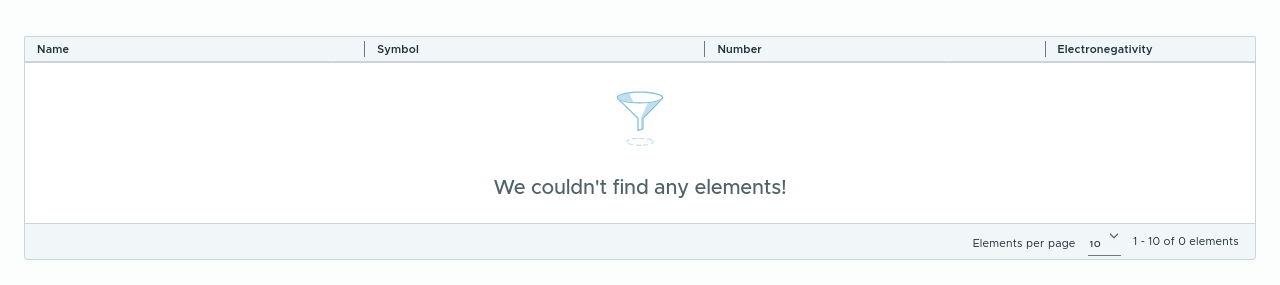 Name Symbol Number Electronegativity
We couldn't find any elements!
Elements per page 10 1 - 10 of 0 elements